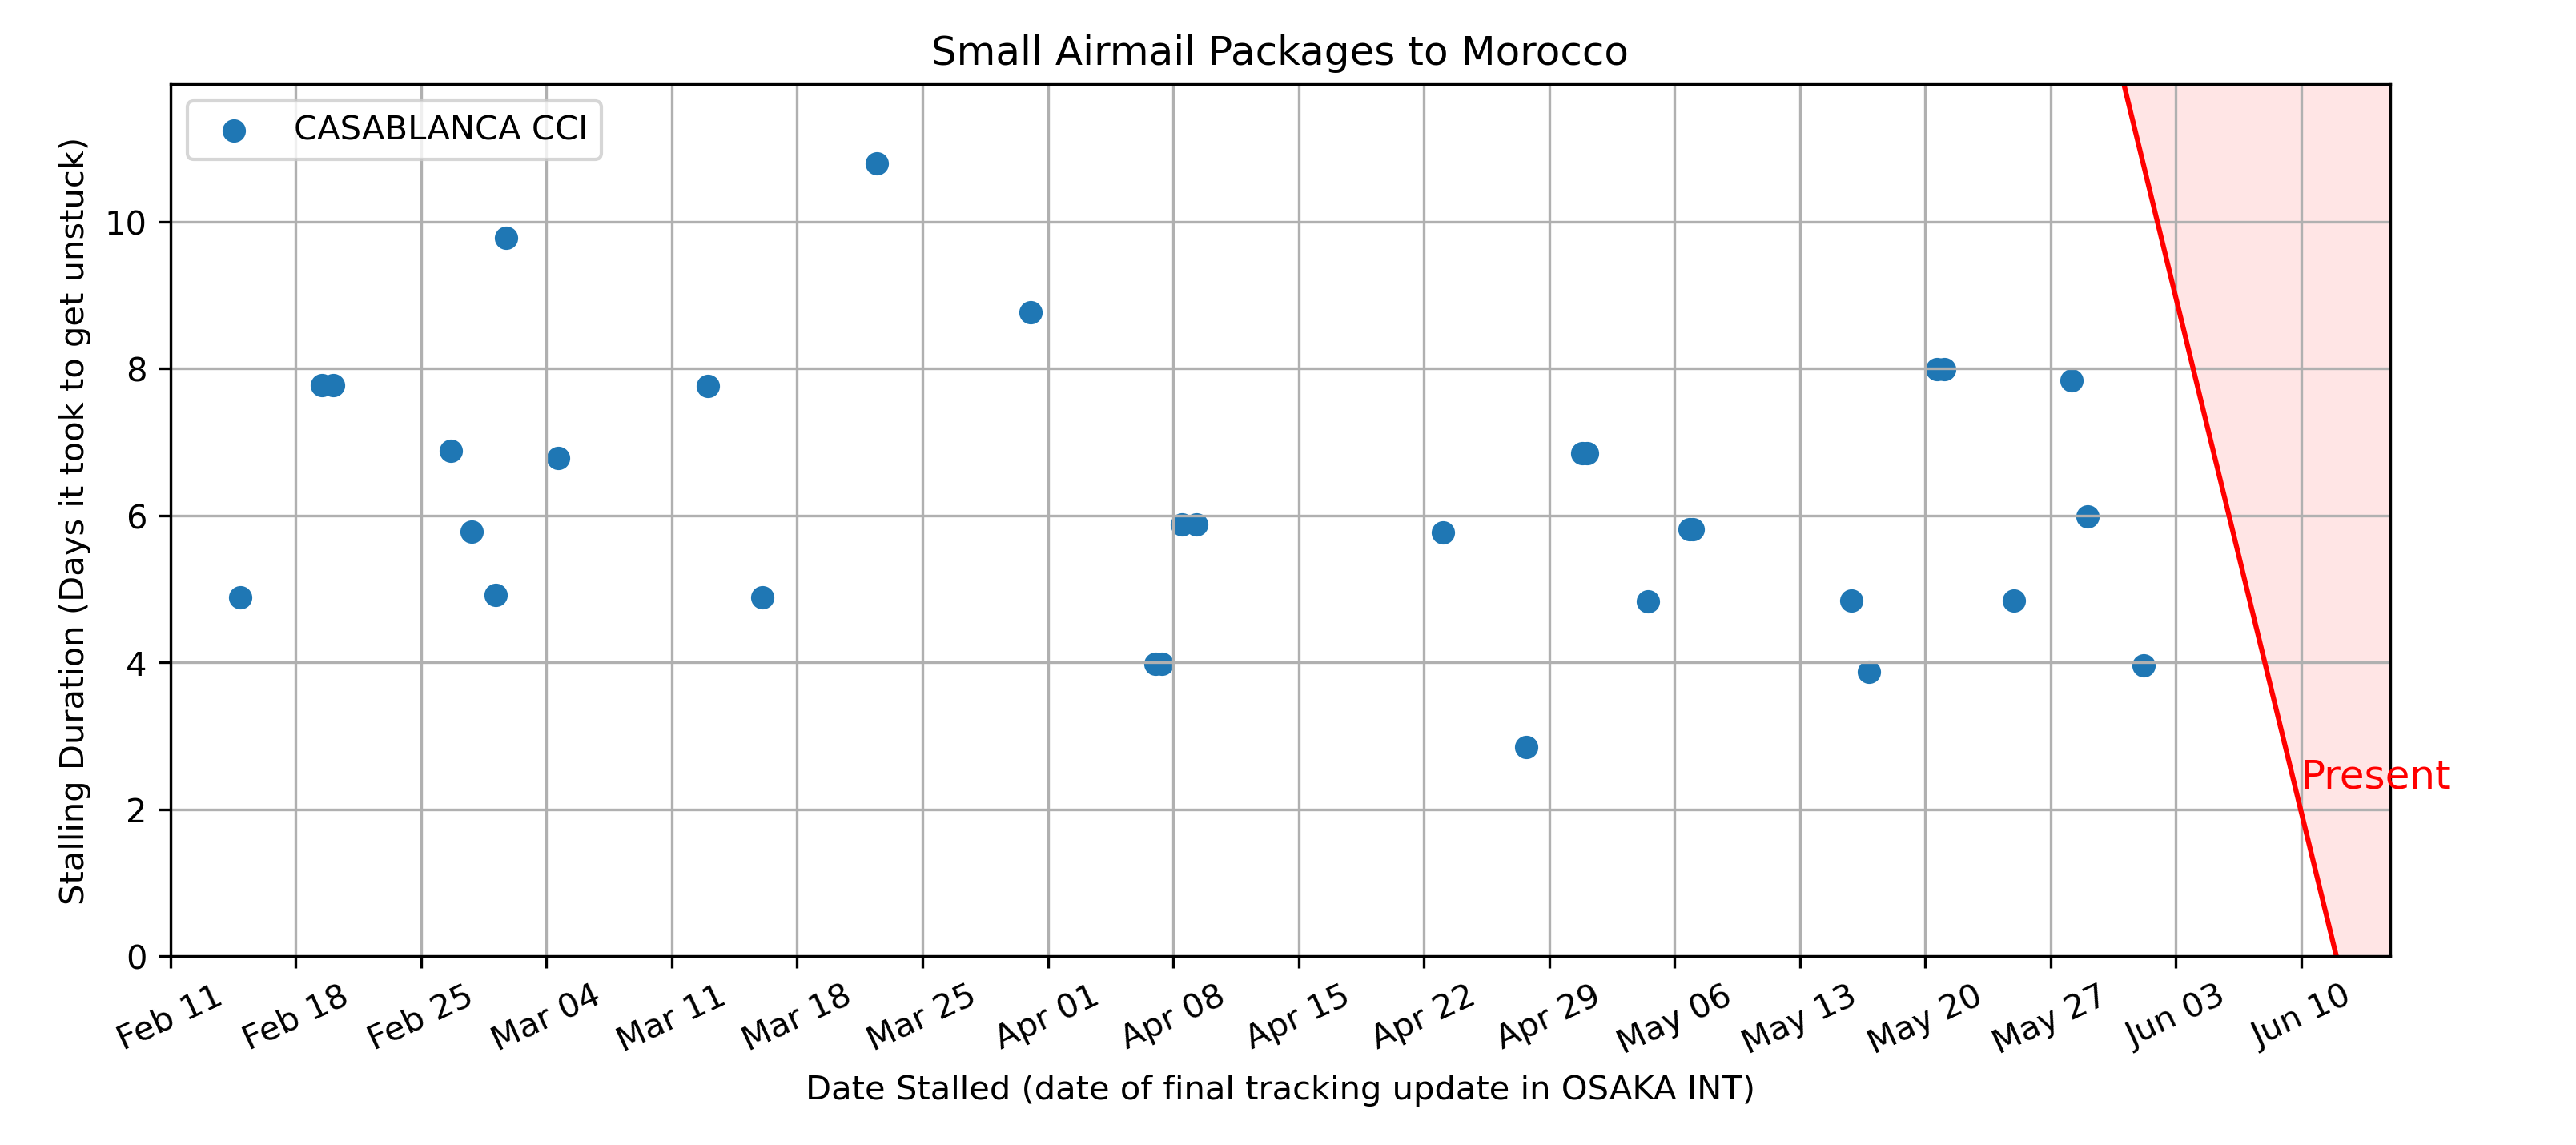 Small Airmail Packages to Morocco
CASABLANCA CCI
Stalling Duration (Days it took to get unstuck)
10
8
6
4
2
0
Present
Feb 11
Feb 18
Feb 25
Mar 04
Mar 11
Mar 18
Mar 25
Apr 01
Apr 08
Apr 15
Apr 22
Apr 29
May 06
May 13
May 20
May 27
Jun 03
Jun 10
Date Stalled (date of final tracking update in OSAKA INT)